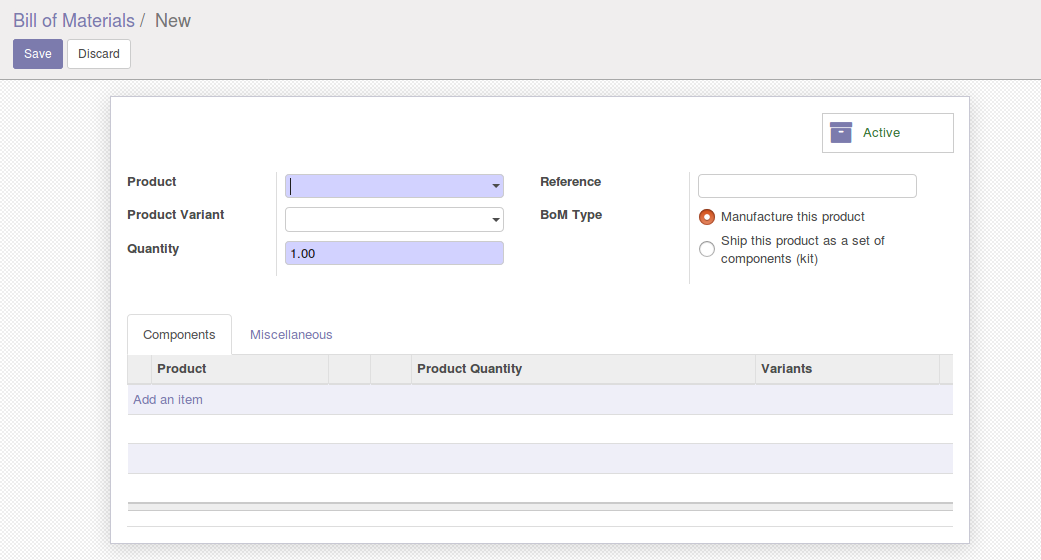 Bill of Materials / New
Save Discard
Active
Product
Reference
Product Variant
BoM Type
Manufacture this product
Quantity 1.00
Ship this product as a set of
components (kit)
Components Miscellaneous
Product Product Quantity Variants
Add an item